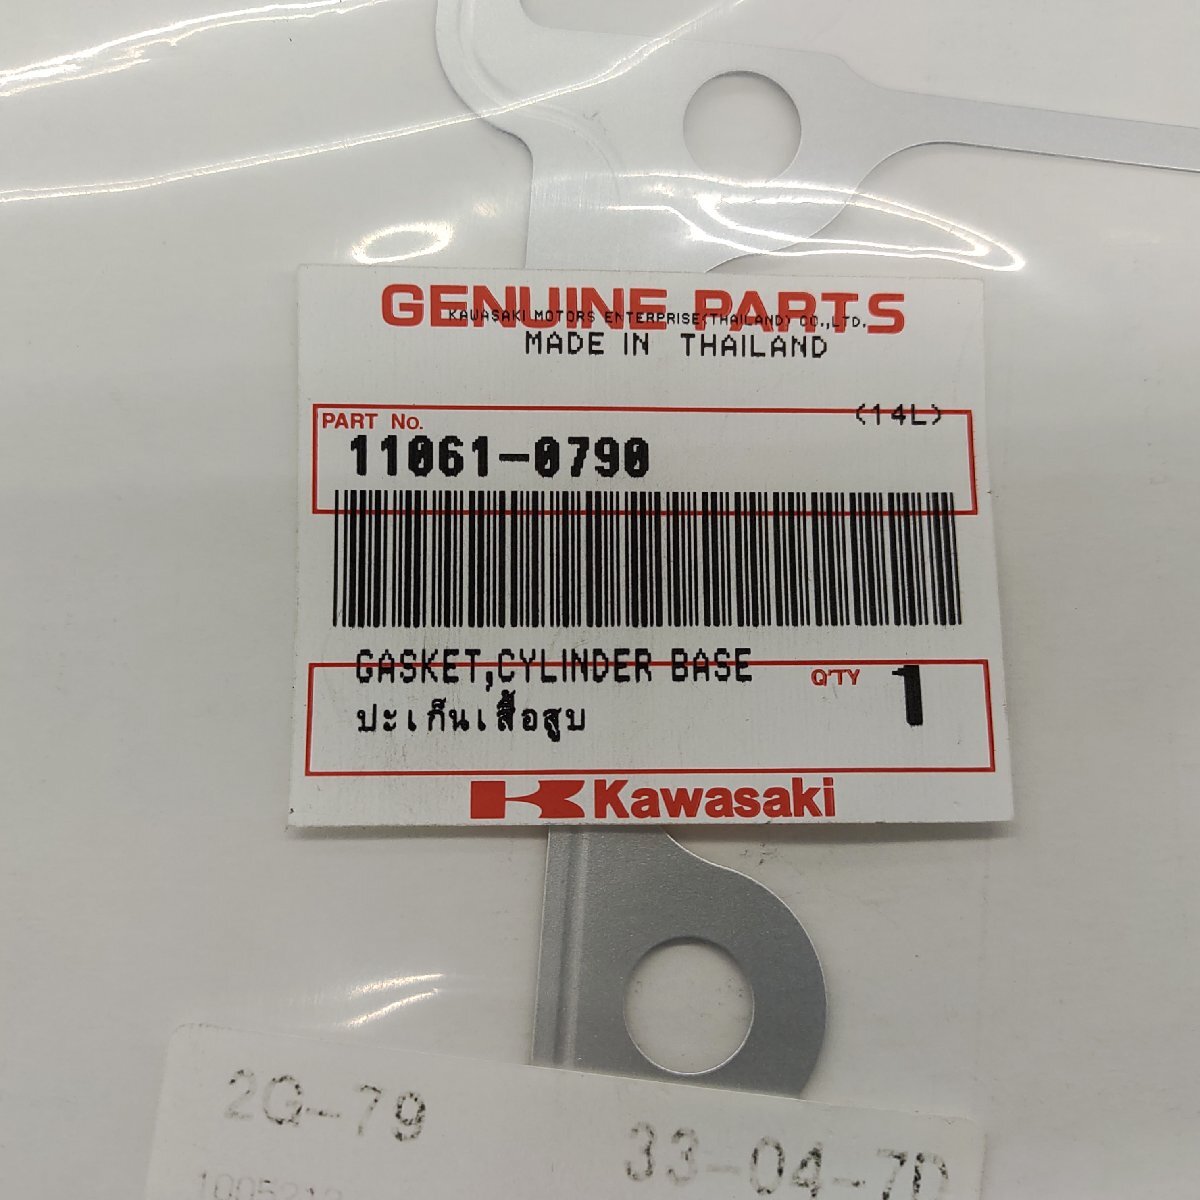 GENUINE PARTS
KAWASAKI MOTORS ENTERPRISE(THAILAND) CO.,LTD.
MADE IN THAILAND
(14L)
PART No.
11061-0790
GASKET,CYLINDER BASE
Q'TY 1
ปะเก็นเสื้อสูบ
Kawasaki
2G-79
33-04-7D